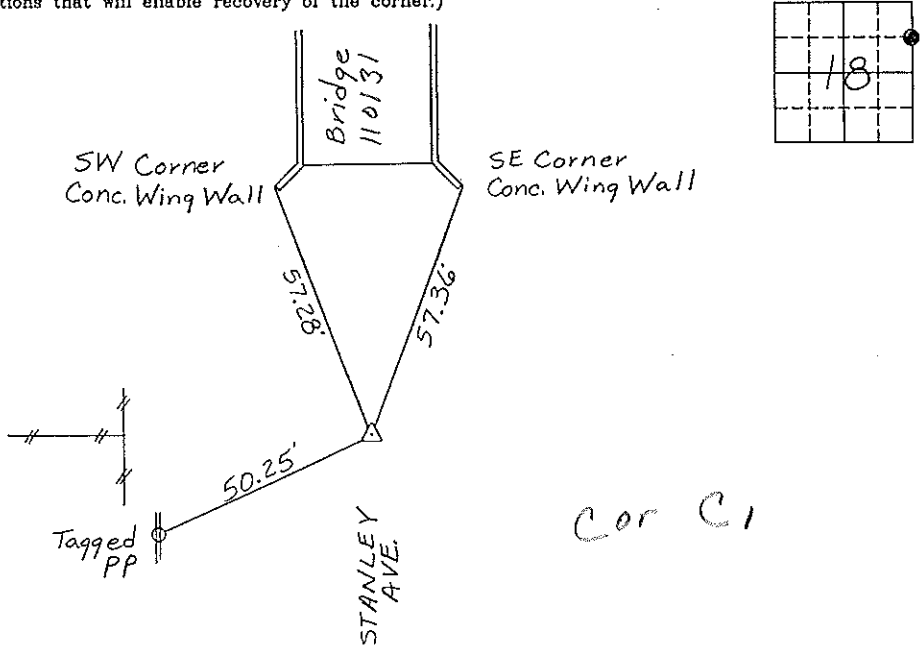 tions that will enable recovery of the corner.)
Bridge
110131
18
SW Corner
Conc. Wing Wall
SE Corner
Conc. Wing Wall
57.28'
57.36'
50.25'
Tagged
PP
STANLEY
AVE.
Cor C1